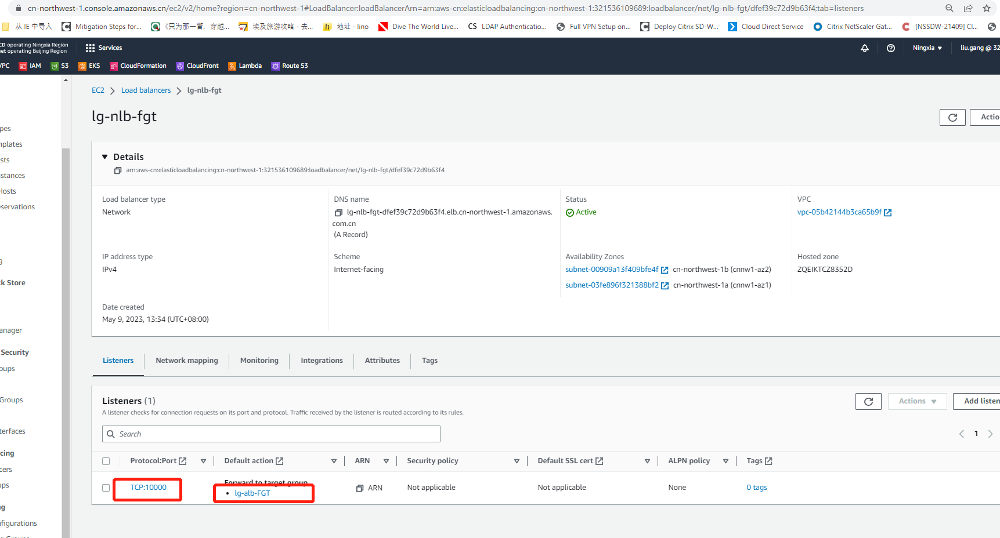 cn-northwest-1.console.amazonaws.cn/ec2/v2/home?region=cn-northwest-1#LoadBalancer:loadBalancerArn=arn:aws-cn:elasticloadbalancing:cn-northwest-1:321536109689:loadbalancer/net/lg-nlb-fgt/dfef39c72d9b63f4;tab=listeners
从 IE 中导入 Mitigation Steps for... 《只为那一瞥，穿越... 埃及旅游攻略 - 去... li 地址 - lino Dive The World Live... CS LDAP Authenticatio... Full VPN Setup on... Deploy Citrix SD-W... Cloud Direct Service Citrix NetScaler Gat... [NSSDW-21409] Cl...
CD operating Ningxia Region
et operating Beijing Region
Services Ningxia liu.gang @ 32
VPC IAM S3 EKS CloudFormation CloudFront Lambda Route 53
EC2 Load balancers lg-nlb-fgt
lg-nlb-fgt
Actio
pes
nplates
sts
stances
Hosts
eservations
g
ck Store
anager
Security
oups
Groups
terfaces
cing
cers
ups
ng
figurations
Details
arn:aws-cn:elasticloadbalancing:cn-northwest-1:321536109689:loadbalancer/net/lg-nlb-fgt/dfef39c72d9b63f4
Load balancer type
Network
DNS name
lg-nlb-fgt-dfef39c72d9b63f4.elb.cn-northwest-1.amazonaws.
com.cn
(A Record)
Status
Active
VPC
vpc-05b42144b3ca65b9f
IP address type
IPv4
Scheme
Internet-facing
Availability Zones
subnet-00909a13f409bfe4f cn-northwest-1b (cnnw1-az2)
subnet-03fe896f321388bf2 cn-northwest-1a (cnnw1-az1)
Hosted zone
ZQEIKTCZ8352D
Date created
May 9, 2023, 13:34 (UTC+08:00)
Listeners Network mapping Monitoring Integrations Attributes Tags
Listeners (1)
A listener checks for connection requests on its port and protocol. Traffic received by the listener is routed according to its rules.
Actions Add listen
Search
1
Protocol:Port Default action ARN Security policy Default SSL cert ALPN policy Tags
TCP:10000 Forward to target group ARN Not applicable Not applicable None 0 tags
• lg-alb-FGT